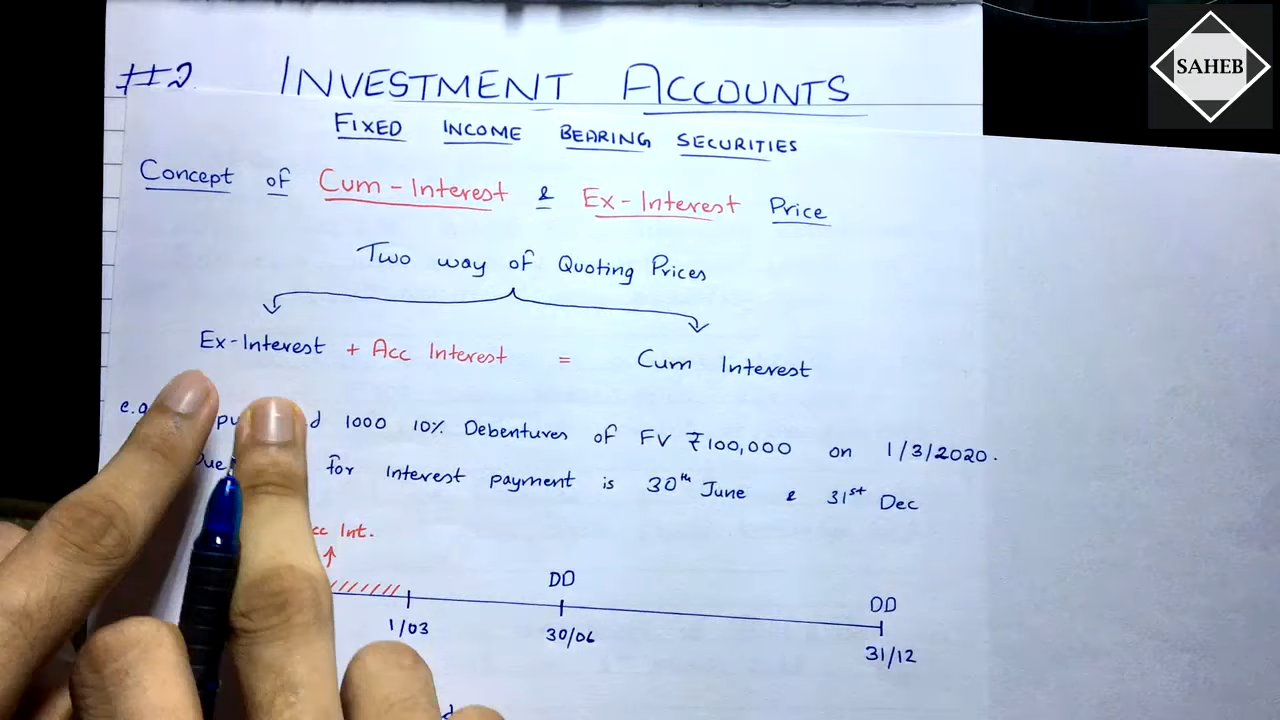 #2 INVESTMENT ACCOUNTS
SAHEB
FIXED INCOME BEARING SECURITIES
Concept of Cum-Interest & Ex-Interest Price
Two way of Quoting Prices
Ex-Interest + Acc Interest = Cum Interest
1000 10% Debentures of FV ₹100,000 on 1/3/2020.
Due for Interest payment is 30th June & 31st Dec
Int.
DD
DD
1/03
30/06
31/12